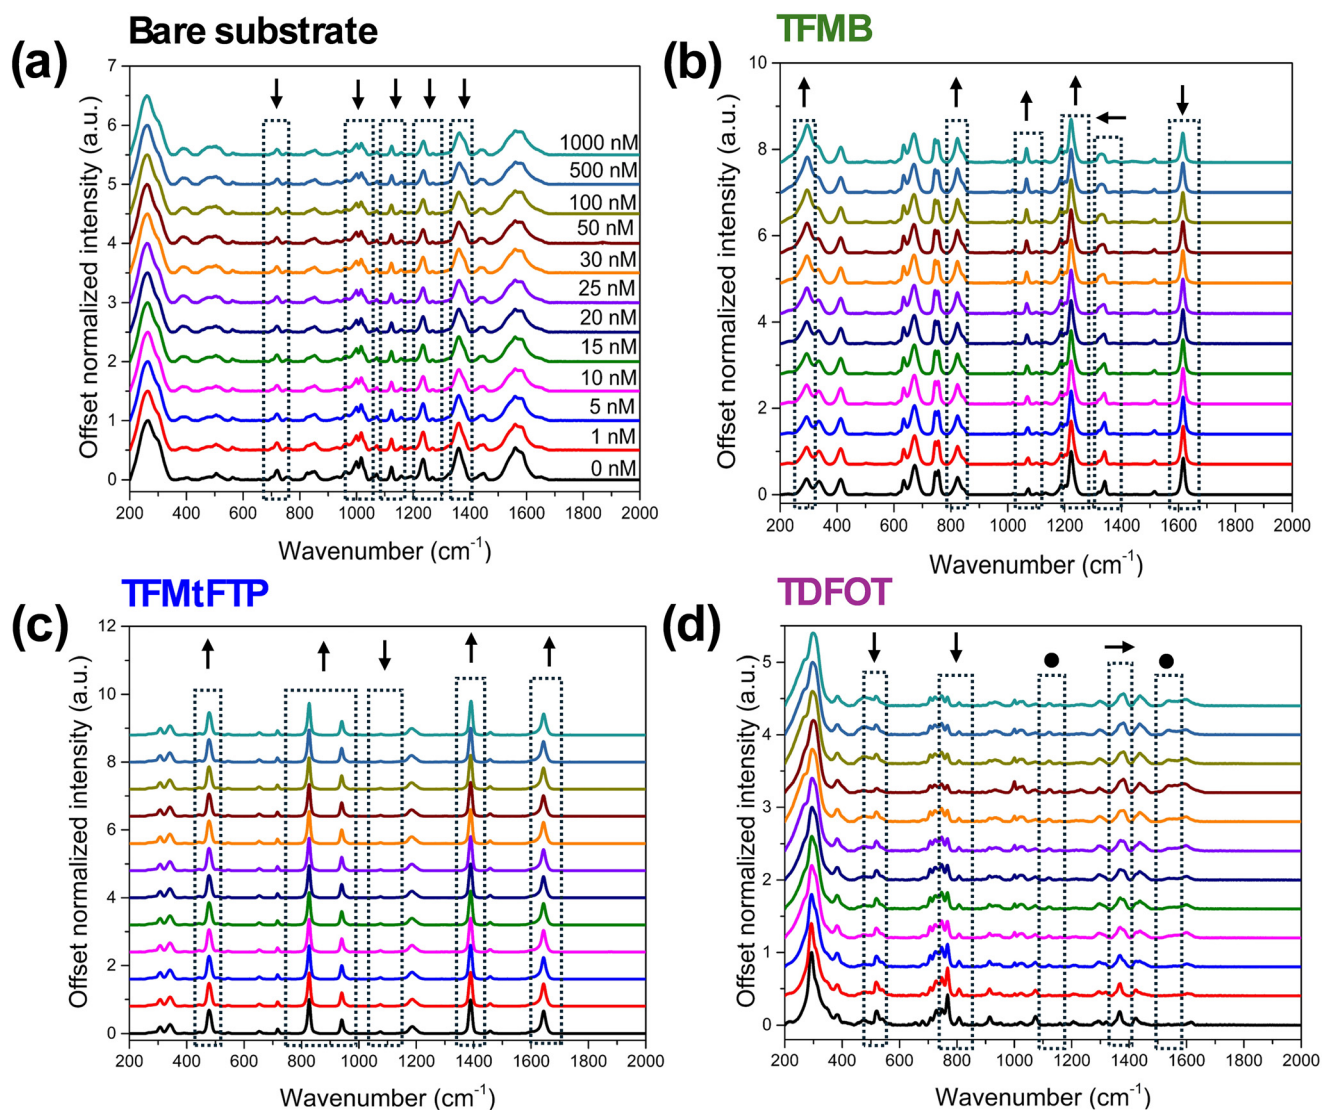 Bare substrate
(a)
Offset normalized intensity (a.u.)
7
6
5
4
3
2
1
0
1000 nM
500 nM
100 nM
50 nM
30 nM
25 nM
20 nM
15 nM
10 nM
5 nM
1 nM
0 nM
200 400 600 800 1000 1200 1400 1600 1800 2000
Wavenumber (cm⁻¹)
TFMB
(b)
Offset normalized intensity (a.u.)
10
8
6
4
2
0
200 400 600 800 1000 1200 1400 1600 1800 2000
Wavenumber (cm⁻¹)
TFMtFTP
(c)
Offset normalized intensity (a.u.)
12
10
8
6
4
2
0
200 400 600 800 1000 1200 1400 1600 1800 2000
Wavenumber (cm⁻¹)
TDFOT
(d)
Offset normalized intensity (a.u.)
5
4
3
2
1
0
200 400 600 800 1000 1200 1400 1600 1800 2000
Wavenumber (cm⁻¹)